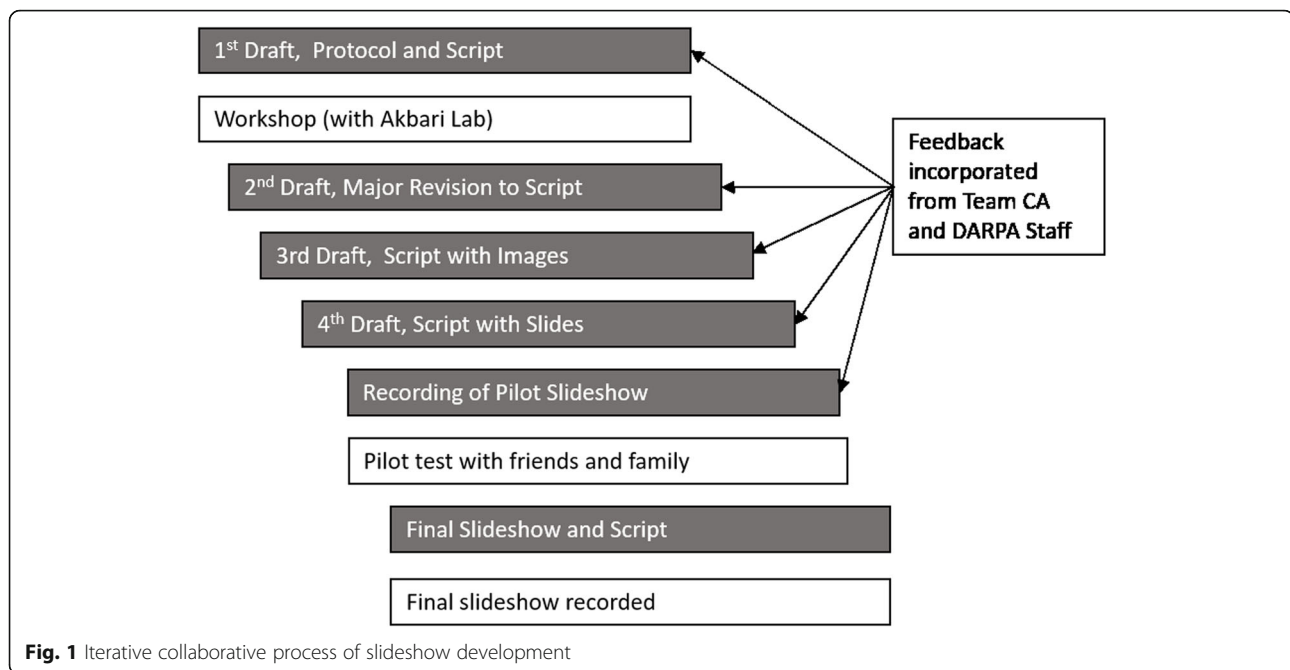 1st Draft, Protocol and Script
Workshop (with Akbari Lab)
2nd Draft, Major Revision to Script
3rd Draft, Script with Images
4th Draft, Script with Slides
Recording of Pilot Slideshow
Pilot test with friends and family
Final Slideshow and Script
Final slideshow recorded
Feedback
incorporated
from Team CA
and DARPA Staff
Fig. 1 Iterative collaborative process of slideshow development